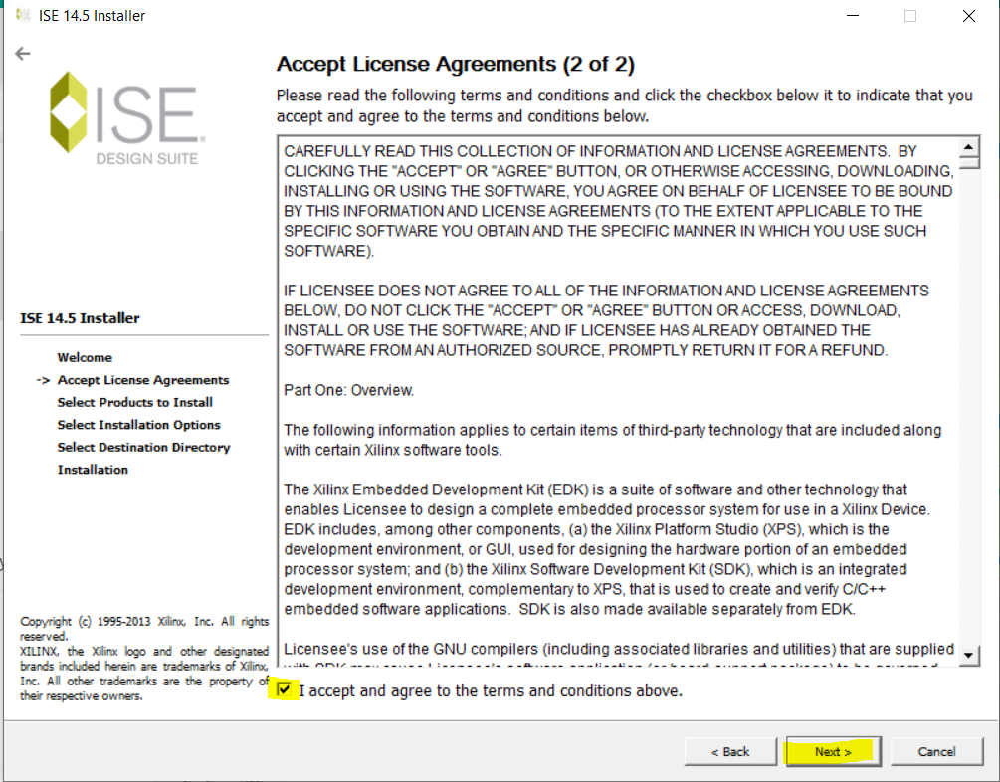 ISE 14.5 Installer
ISE.
DESIGN SUITE
ISE 14.5 Installer
Welcome
-> Accept License Agreements
Select Products to Install
Select Installation Options
Select Destination Directory
Installation
Copyright (c) 1995-2013 Xilinx, Inc. All rights
reserved.
XILINX, the Xilinx logo and other designated
brands included herein are trademarks of Xilinx,
Inc. All other trademarks are the property of
their respective owners.
Accept License Agreements (2 of 2)
Please read the following terms and conditions and click the checkbox below it to indicate that you
accept and agree to the terms and conditions below.
CAREFULLY READ THIS COLLECTION OF INFORMATION AND LICENSE AGREEMENTS.  BY
CLICKING THE "ACCEPT" OR "AGREE" BUTTON, OR OTHERWISE ACCESSING, DOWNLOADING,
INSTALLING OR USING THE SOFTWARE, YOU AGREE ON BEHALF OF LICENSEE TO BE BOUND
BY THIS INFORMATION AND LICENSE AGREEMENTS (TO THE EXTENT APPLICABLE TO THE
SPECIFIC SOFTWARE YOU OBTAIN AND THE SPECIFIC MANNER IN WHICH YOU USE SUCH
SOFTWARE).
IF LICENSEE DOES NOT AGREE TO ALL OF THE INFORMATION AND LICENSE AGREEMENTS
BELOW, DO NOT CLICK THE "ACCEPT" OR "AGREE" BUTTON OR ACCESS, DOWNLOAD,
INSTALL OR USE THE SOFTWARE; AND IF LICENSEE HAS ALREADY OBTAINED THE
SOFTWARE FROM AN AUTHORIZED SOURCE, PROMPTLY RETURN IT FOR A REFUND.
Part One: Overview.
The following information applies to certain items of third-party technology that are included along
with certain Xilinx software tools.
The Xilinx Embedded Development Kit (EDK) is a suite of software and other technology that
enables Licensee to design a complete embedded processor system for use in a Xilinx Device.
EDK includes, among other components, (a) the Xilinx Platform Studio (XPS), which is the
development environment, or GUI, used for designing the hardware portion of an embedded
processor system; and (b) the Xilinx Software Development Kit (SDK), which is an integrated
development environment, complementary to XPS, that is used to create and verify C/C++
embedded software applications.  SDK is also made available separately from EDK.
Licensee's use of the GNU compilers (including associated libraries and utilities) that are supplied
with SDK may cause Licensee's software application (or board-support package) to be governed
I accept and agree to the terms and conditions above.
< Back
Next >
Cancel